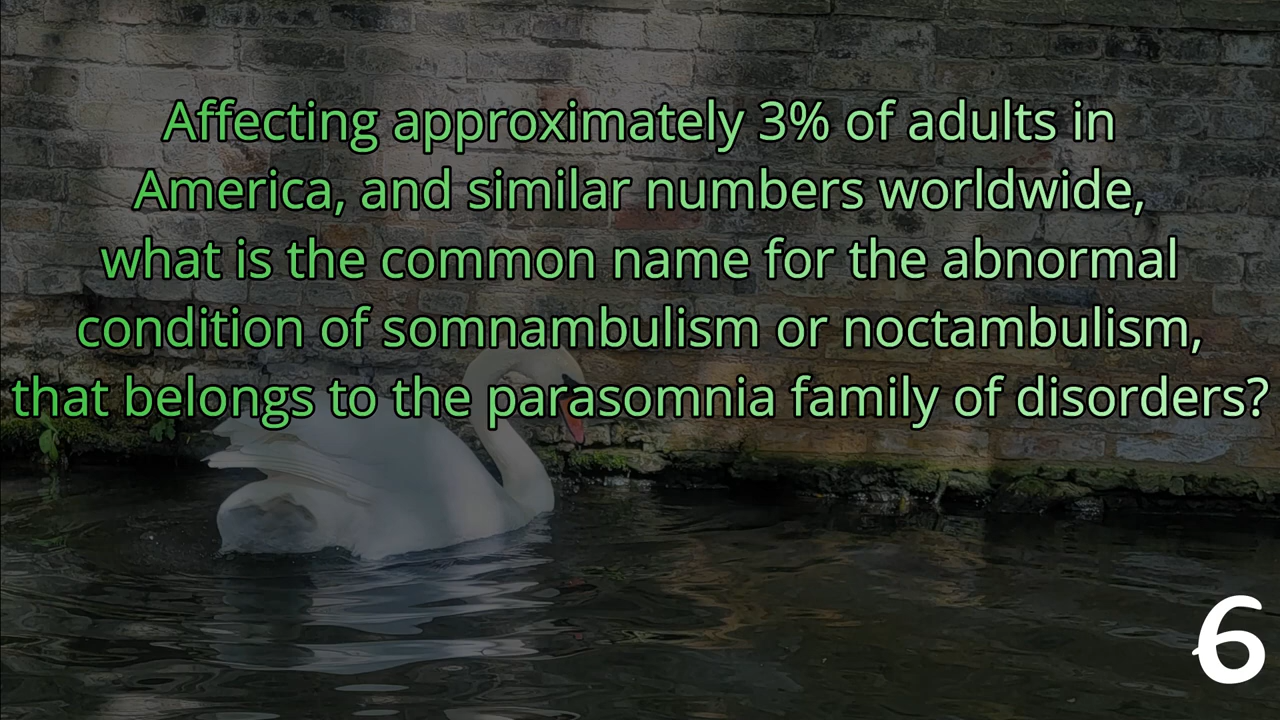 Affecting approximately 3% of adults in
America, and similar numbers worldwide,
what is the common name for the abnormal
condition of somnambulism or noctambulism,
that belongs to the parasomnia family of disorders?
6